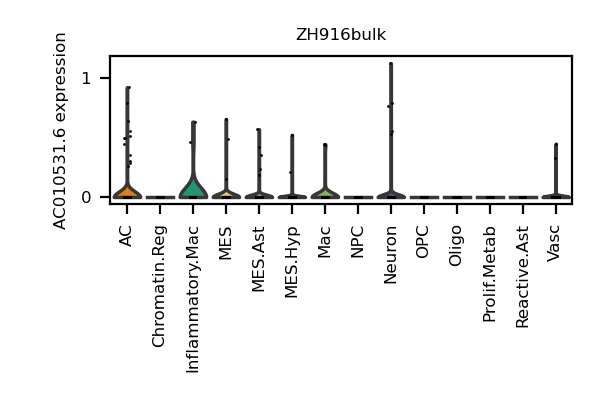 ZH916bulk
AC010531.6 expression
1
0
AC
Chromatin.Reg
Inflammatory.Mac
MES
MES.Ast
MES.Hyp
Mac
NPC
Neuron
OPC
Oligo
Prolif.Metab
Reactive.Ast
Vasc